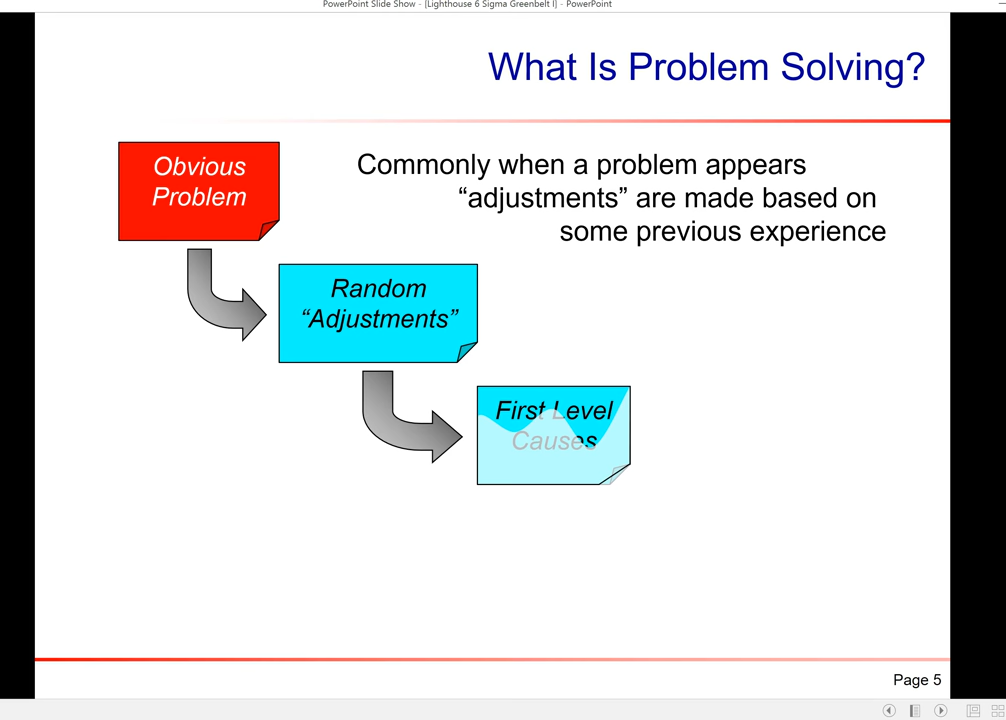 PowerPoint Slide Show - [Lighthouse 6 Sigma Greenbelt I] - PowerPoint
What Is Problem Solving?
Obvious
Problem
Commonly when a problem appears
“adjustments” are made based on
some previous experience
Random
“Adjustments”
First Level
Causes
Page 5